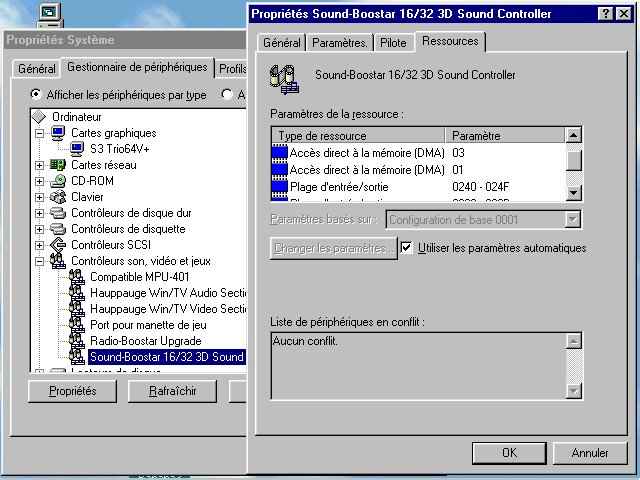 Propriétés Système
Général
Gestionnaire de périphériques
Profils
Afficher les périphériques par type
A
Ordinateur
Cartes graphiques
S3 Trio64V+
Cartes réseau
CD-ROM
Clavier
Contrôleurs de disque dur
Contrôleurs de disquette
Contrôleurs SCSI
Contrôleurs son, vidéo et jeux
Compatible MPU-401
Hauppauge Win/TV Audio Secti
Hauppauge Win/TV Video Secti
Port pour manette de jeu
Radio-Boostar Upgrade
Sound-Boostar 16/32 3D Sound
Propriétés
Rafraîchir
Propriétés Sound-Boostar 16/32 3D Sound Controller
Général
Paramètres.
Pilote
Ressources
Sound-Boostar 16/32 3D Sound Controller
Paramètres de la ressource :
Type de ressource Paramètre
Accès direct à la mémoire (DMA) 03
Accès direct à la mémoire (DMA) 01
Plage d'entrée/sortie 0240 - 024F
Paramètres basés sur : Configuration de base 0001
Changer les paramètres...
Utiliser les paramètres automatiques
Liste de périphériques en conflit :
Aucun conflit.
OK
Annuler